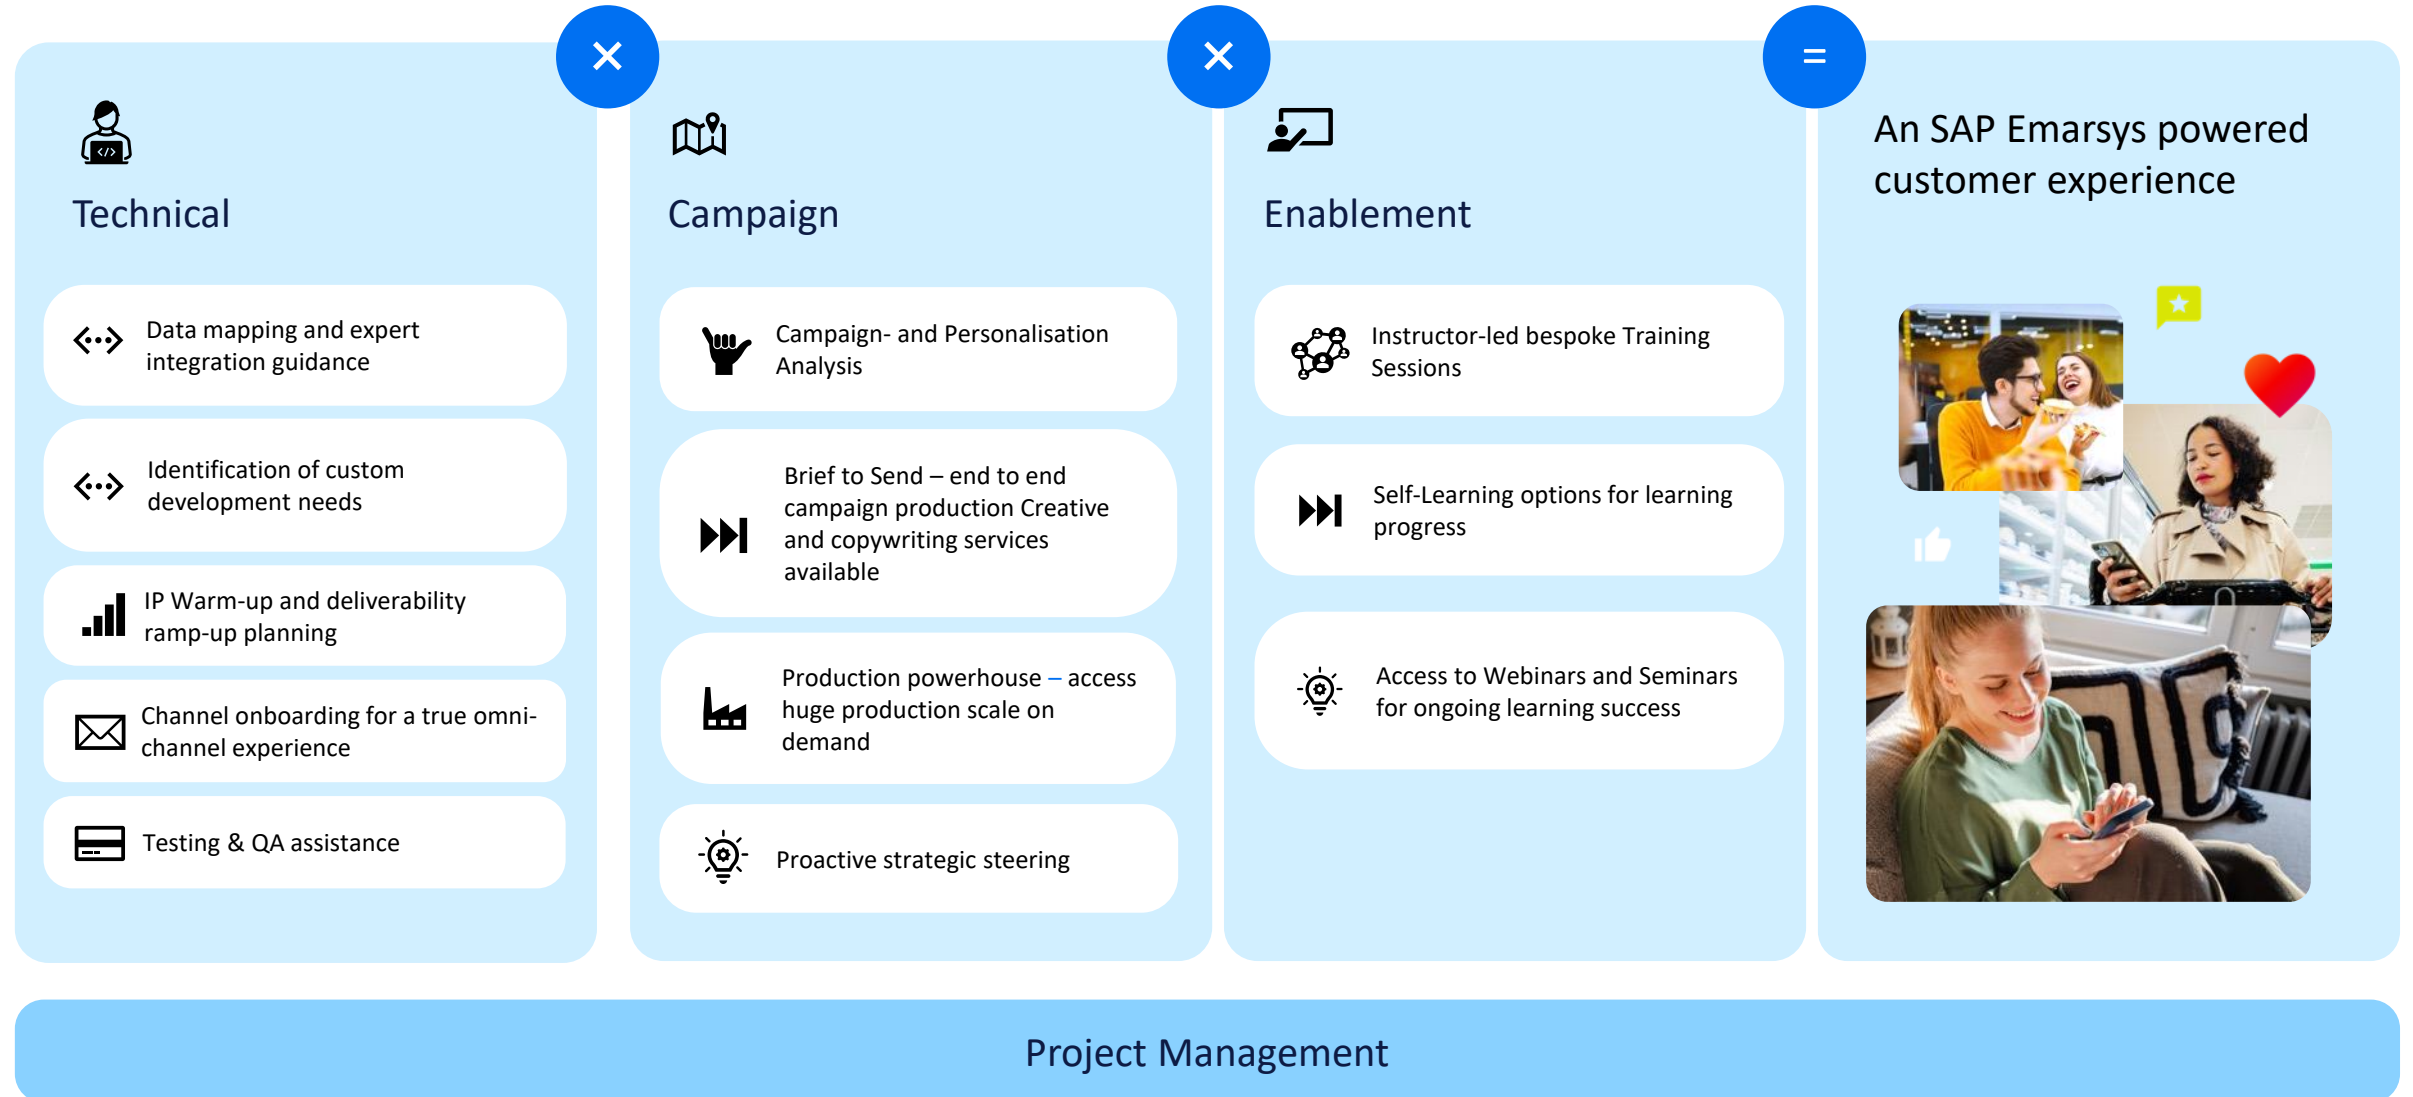 ×
×
=
Technical
Data mapping and expert
integration guidance
Identification of custom
development needs
IP Warm-up and deliverability
ramp-up planning
Channel onboarding for a true omni-
channel experience
Testing & QA assistance
Campaign
Campaign- and Personalisation
Analysis
Brief to Send – end to end
campaign production Creative
and copywriting services
available
Production powerhouse – access
huge production scale on
demand
Proactive strategic steering
Enablement
Instructor-led bespoke Training
Sessions
Self-Learning options for learning
progress
Access to Webinars and Seminars
for ongoing learning success
An SAP Emarsys powered
customer experience
Project Management